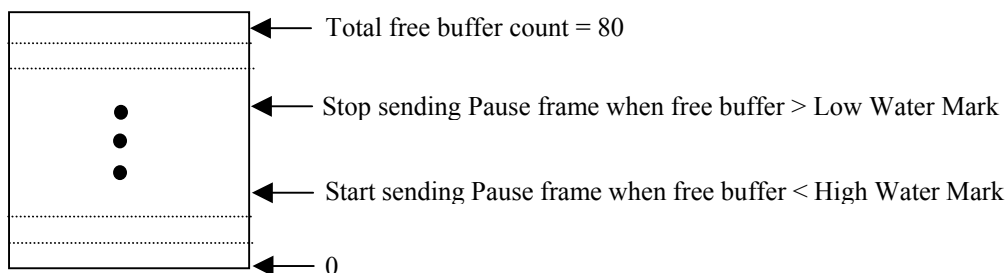 Total free buffer count = 80
Stop sending Pause frame when free buffer > Low Water Mark
Start sending Pause frame when free buffer < High Water Mark
0